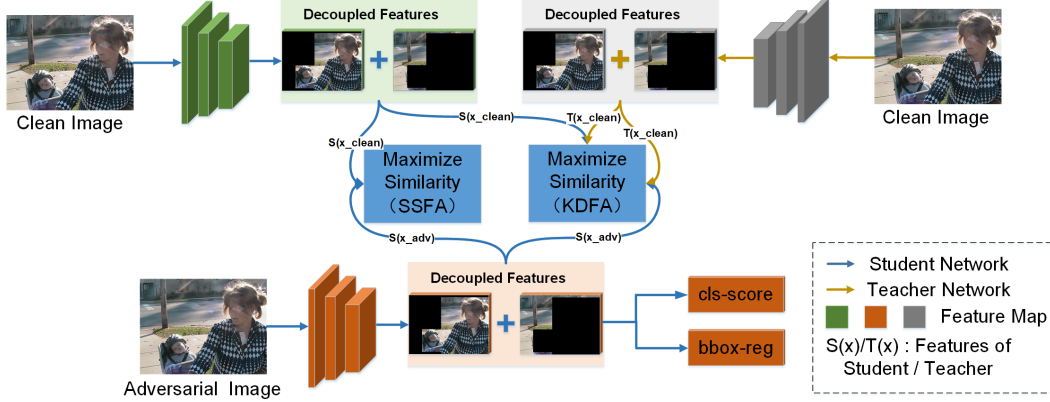 Decoupled Features
Decoupled Features
Clean Image
Clean Image
S(x_clean)
T(x_clean)
S(x_clean)
T(x_clean)
Maximize
Similarity
(SSFA)
Maximize
Similarity
(KDFA)
S(x_adv)
S(x_adv)
Decoupled Features
cls-score
bbox-reg
Adversarial Image
Student Network
Teacher Network
Feature Map
S(x)/T(x) : Features of
Student / Teacher